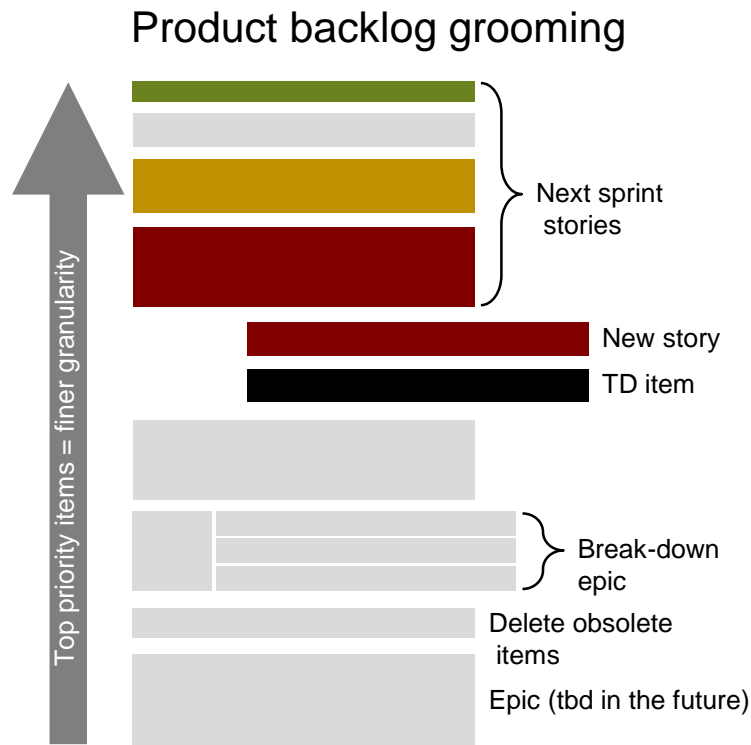 Product backlog grooming
Top priority items = finer granularity
Next sprint
stories
New story
TD item
Break-down
epic
Delete obsolete
items
Epic (tbd in the future)